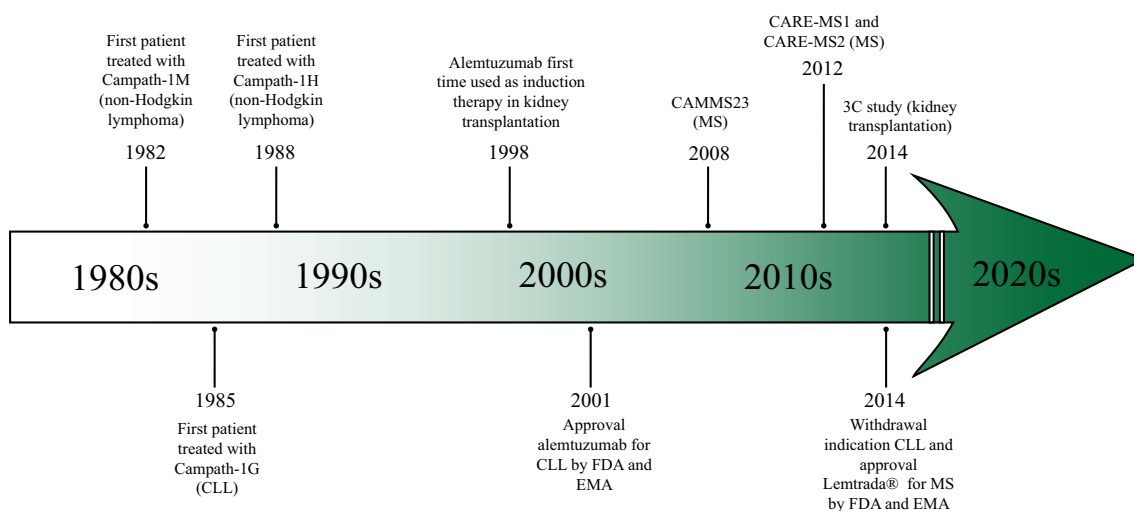 First patient
treated with
Campath-1M
(non-Hodgkin
lymphoma)
1982
First patient
treated with
Campath-1H
(non-Hodgkin
lymphoma)
1988
Alemtuzumab first
time used as induction
therapy in kidney
transplantation
1998
CAMMS23
(MS)
2008
CARE-MS1 and
CARE-MS2 (MS)
2012
3C study (kidney
transplantation)
2014
1980s
1990s
2000s
2010s
2020s
1985
First patient
treated with
Campath-1G
(CLL)
2001
Approval
alemtuzumab for
CLL by FDA and
EMA
2014
Withdrawal
indication CLL and
approval
Lemtrada® for MS
by FDA and EMA